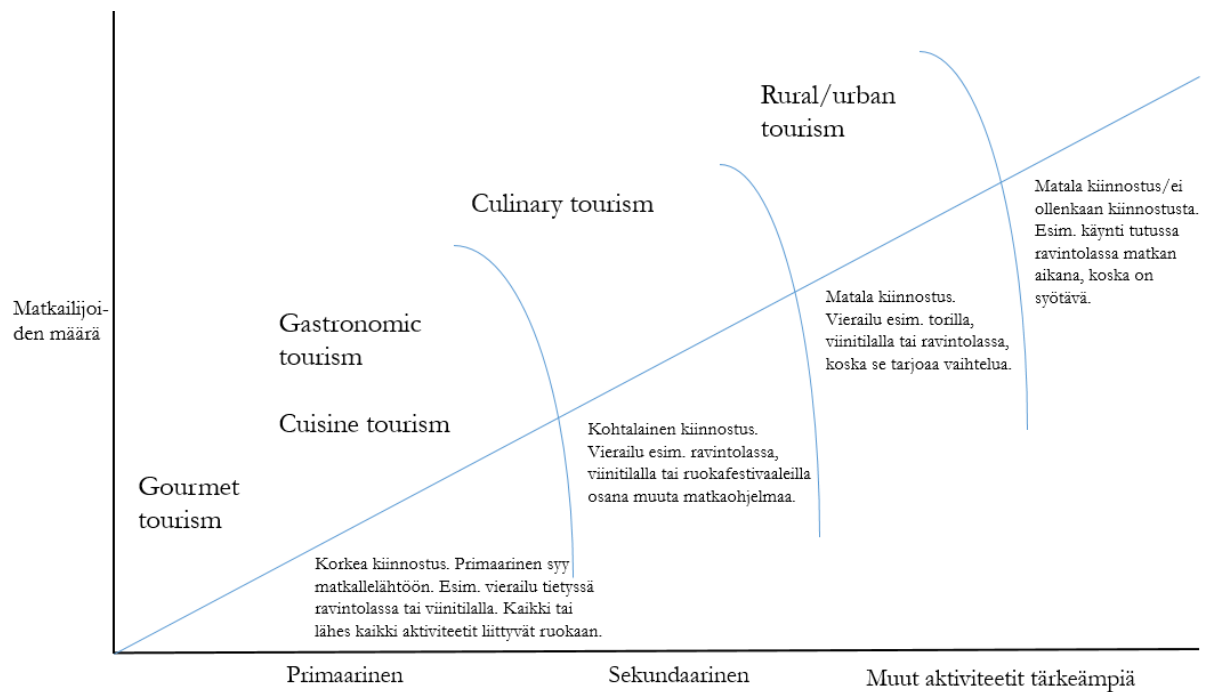 Rural/urban
tourism
Culinary tourism
Matala kiinnostus/ei
ollenkaan kiinnostusta.
Esim. käynti tutussa
ravintolassa matkan
aikana, koska on
syötävä.
Matkailijoi-
den määrä
Gastronomic
tourism
Matala kiinnostus.
Vierailu esim. torilla,
viinitilalla tai ravintolassa,
koska se tarjoaa vaihtelua.
Cuisine tourism
Kohtalainen kiinnostus.
Vierailu esim. ravintolassa,
viinitilalla tai ruokafestivaaleilla
osana muuta matkaohjelmaa.
Gourmet
tourism
Korkea kiinnostus. Primaarinen syy
matkallelähtöön. Esim. vierailu tietyssä
ravintolassa tai viinitilalla. Kaikki tai
lähes kaikki aktiviteetit liittyvät ruokaan.
Primaarinen
Sekundaarinen
Muut aktiviteetit tärkeämpiä